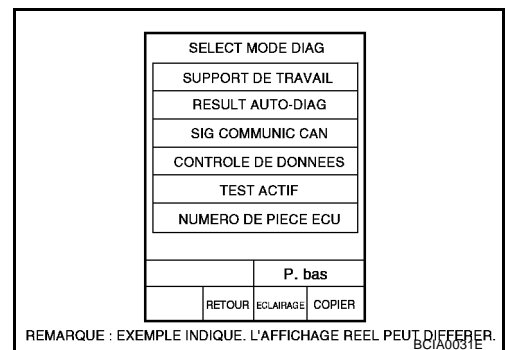 SELECT MODE DIAG
SUPPORT DE TRAVAIL
RESULT AUTO-DIAG
SIG COMMUNIC CAN
CONTROLE DE DONNEES
TEST ACTIF
NUMERO DE PIECE ECU
P. bas
RETOUR ECLAIRAGE COPIER
REMARQUE : EXEMPLE INDIQUE. L'AFFICHAGE REEL PEUT DIFFERER.
BCIA0031E